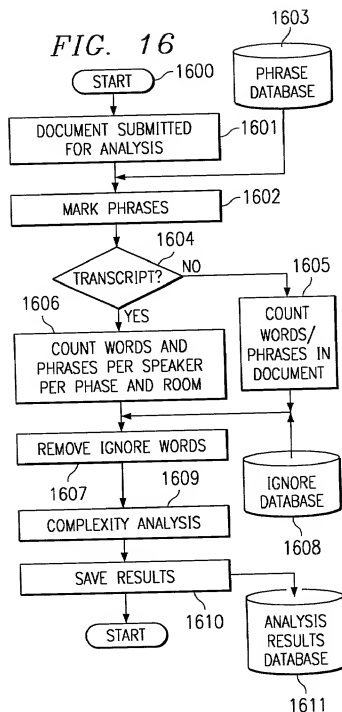 FIG. 16
1603
START
1600
PHRASE
DATABASE
DOCUMENT SUBMITTED
FOR ANALYSIS
1601
MARK PHRASES
1602
1604
TRANSCRIPT?
NO
1605
1606
YES
COUNT
WORDS/
PHRASES IN
DOCUMENT
COUNT WORDS AND
PHRASES PER SPEAKER
PER PHASE AND ROOM
REMOVE IGNORE WORDS
1607
1609
IGNORE
DATABASE
1608
COMPLEXITY ANALYSIS
SAVE RESULTS
1610
START
ANALYSIS
RESULTS
DATABASE
1611